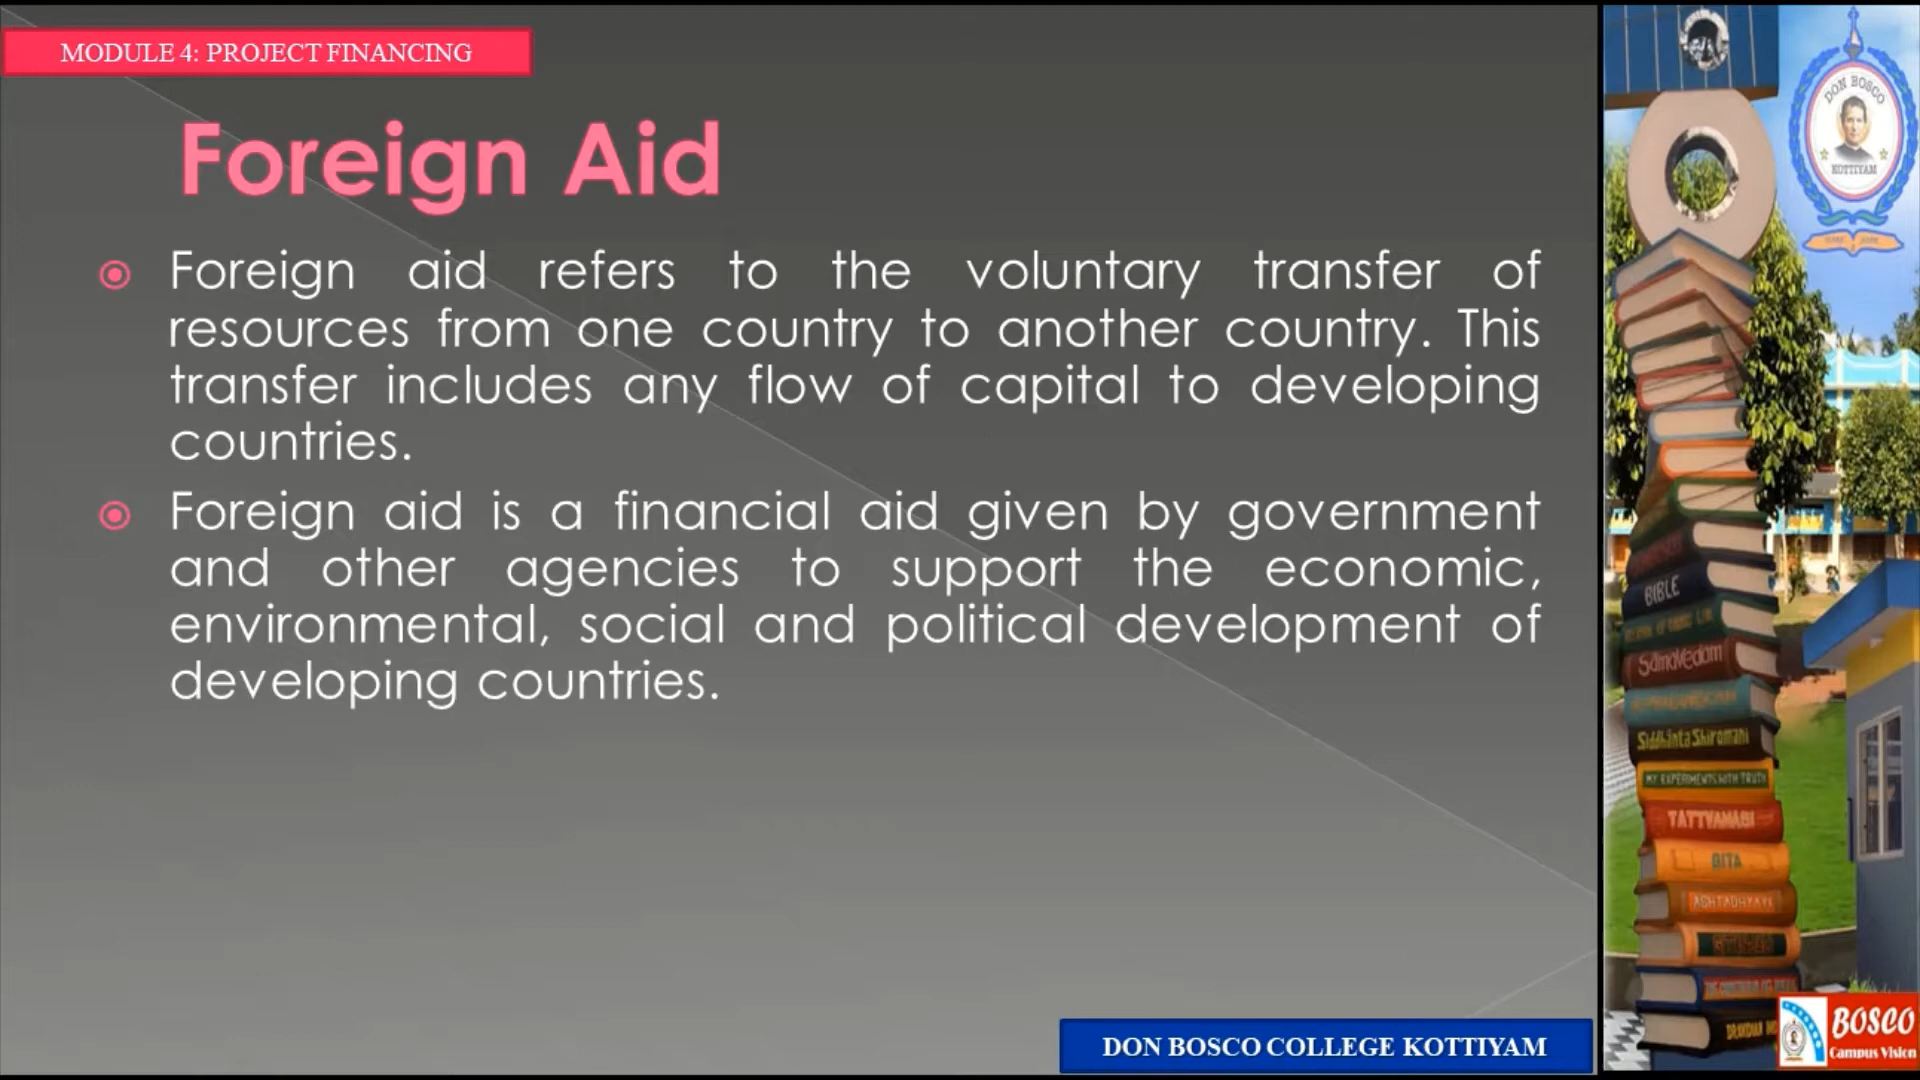 MODULE 4: PROJECT FINANCING
Foreign Aid
Foreign aid refers to the voluntary transfer of
resources from one country to another country. This
transfer includes any flow of capital to developing
countries.
Foreign aid is a financial aid given by government
and other agencies to support the economic,
environmental, social and political development of
developing countries.
DON BOSCO COLLEGE KOTTIYAM
DON BOSCO
KOTTIYAM
BIBLE
SamaVedam
Siddhanta Shiromani
MY EXPERIMENTS WITH TRUTH
TATTVAMASI
GITA
ASHTADHYAYI
BOSCO
Campus Vision